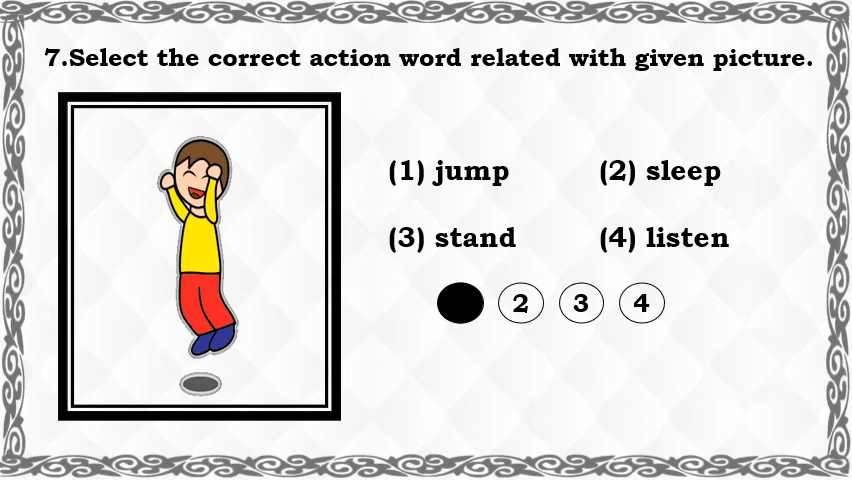 7.Select the correct action word related with given picture.
(1) jump (2) sleep
(3) stand (4) listen
2 3 4